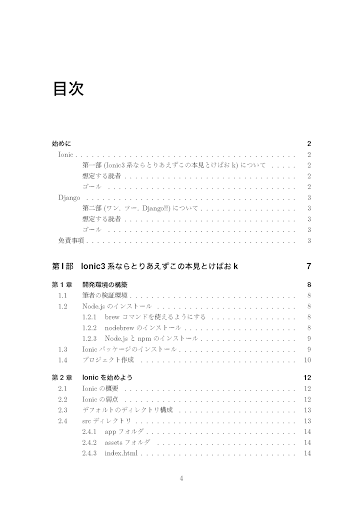 目次
始めに 2
Ionic 2
第一部 (Ionic3 系ならとりあえずこの本見とけばお k) について 2
想定する読者 2
ゴール 2
Django 3
第二部 (ワン、ツー、Django!!) について 3
想定する読者 3
ゴール 3
免責事項 3
第 I 部 Ionic3 系ならとりあえずこの本見とけばお k 7
第 1 章 開発環境の構築 8
1.1 筆者の検証環境 8
1.2 Node.js のインストール 8
1.2.1 brew コマンドを使えるようにする 8
1.2.2 nodebrew のインストール 8
1.2.3 Node.js と npm のインストール 9
1.3 Ionic パッケージのインストール 9
1.4 プロジェクト作成 10
第 2 章 Ionic を始めよう 12
2.1 Ionic の概要 12
2.2 Ionic の弱点 12
2.3 デフォルトのディレクトリ構成 13
2.4 src ディレクトリ 13
2.4.1 app フォルダ 14
2.4.2 assets フォルダ 14
2.4.3 index.html 14
4